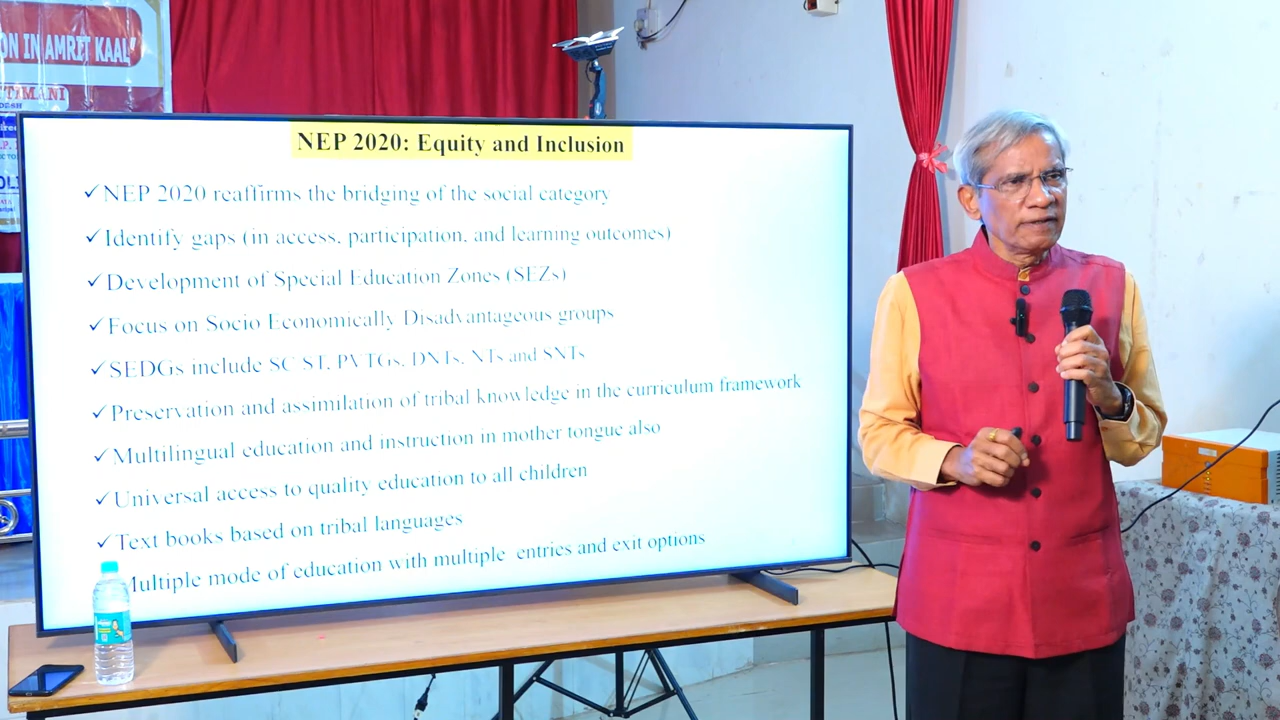 ON IN AMRIT KAAL"
NEP 2020: Equity and Inclusion
✓NEP 2020 reaffirms the bridging of the social category
✓Identify gaps (in access, participation, and learning outcomes)
✓Development of Special Education Zones (SEZs)
✓Focus on Socio Economically Disadvantageous groups
✓SEDGs include SC ST, PVTGs, DNTs, NTs and SNTs
✓Preservation and assimilation of tribal knowledge in the curriculum framework
✓Multilingual education and instruction in mother tongue also
✓Universal access to quality education to all children
✓Text books based on tribal languages
Multiple mode of education with multiple entries and exit options